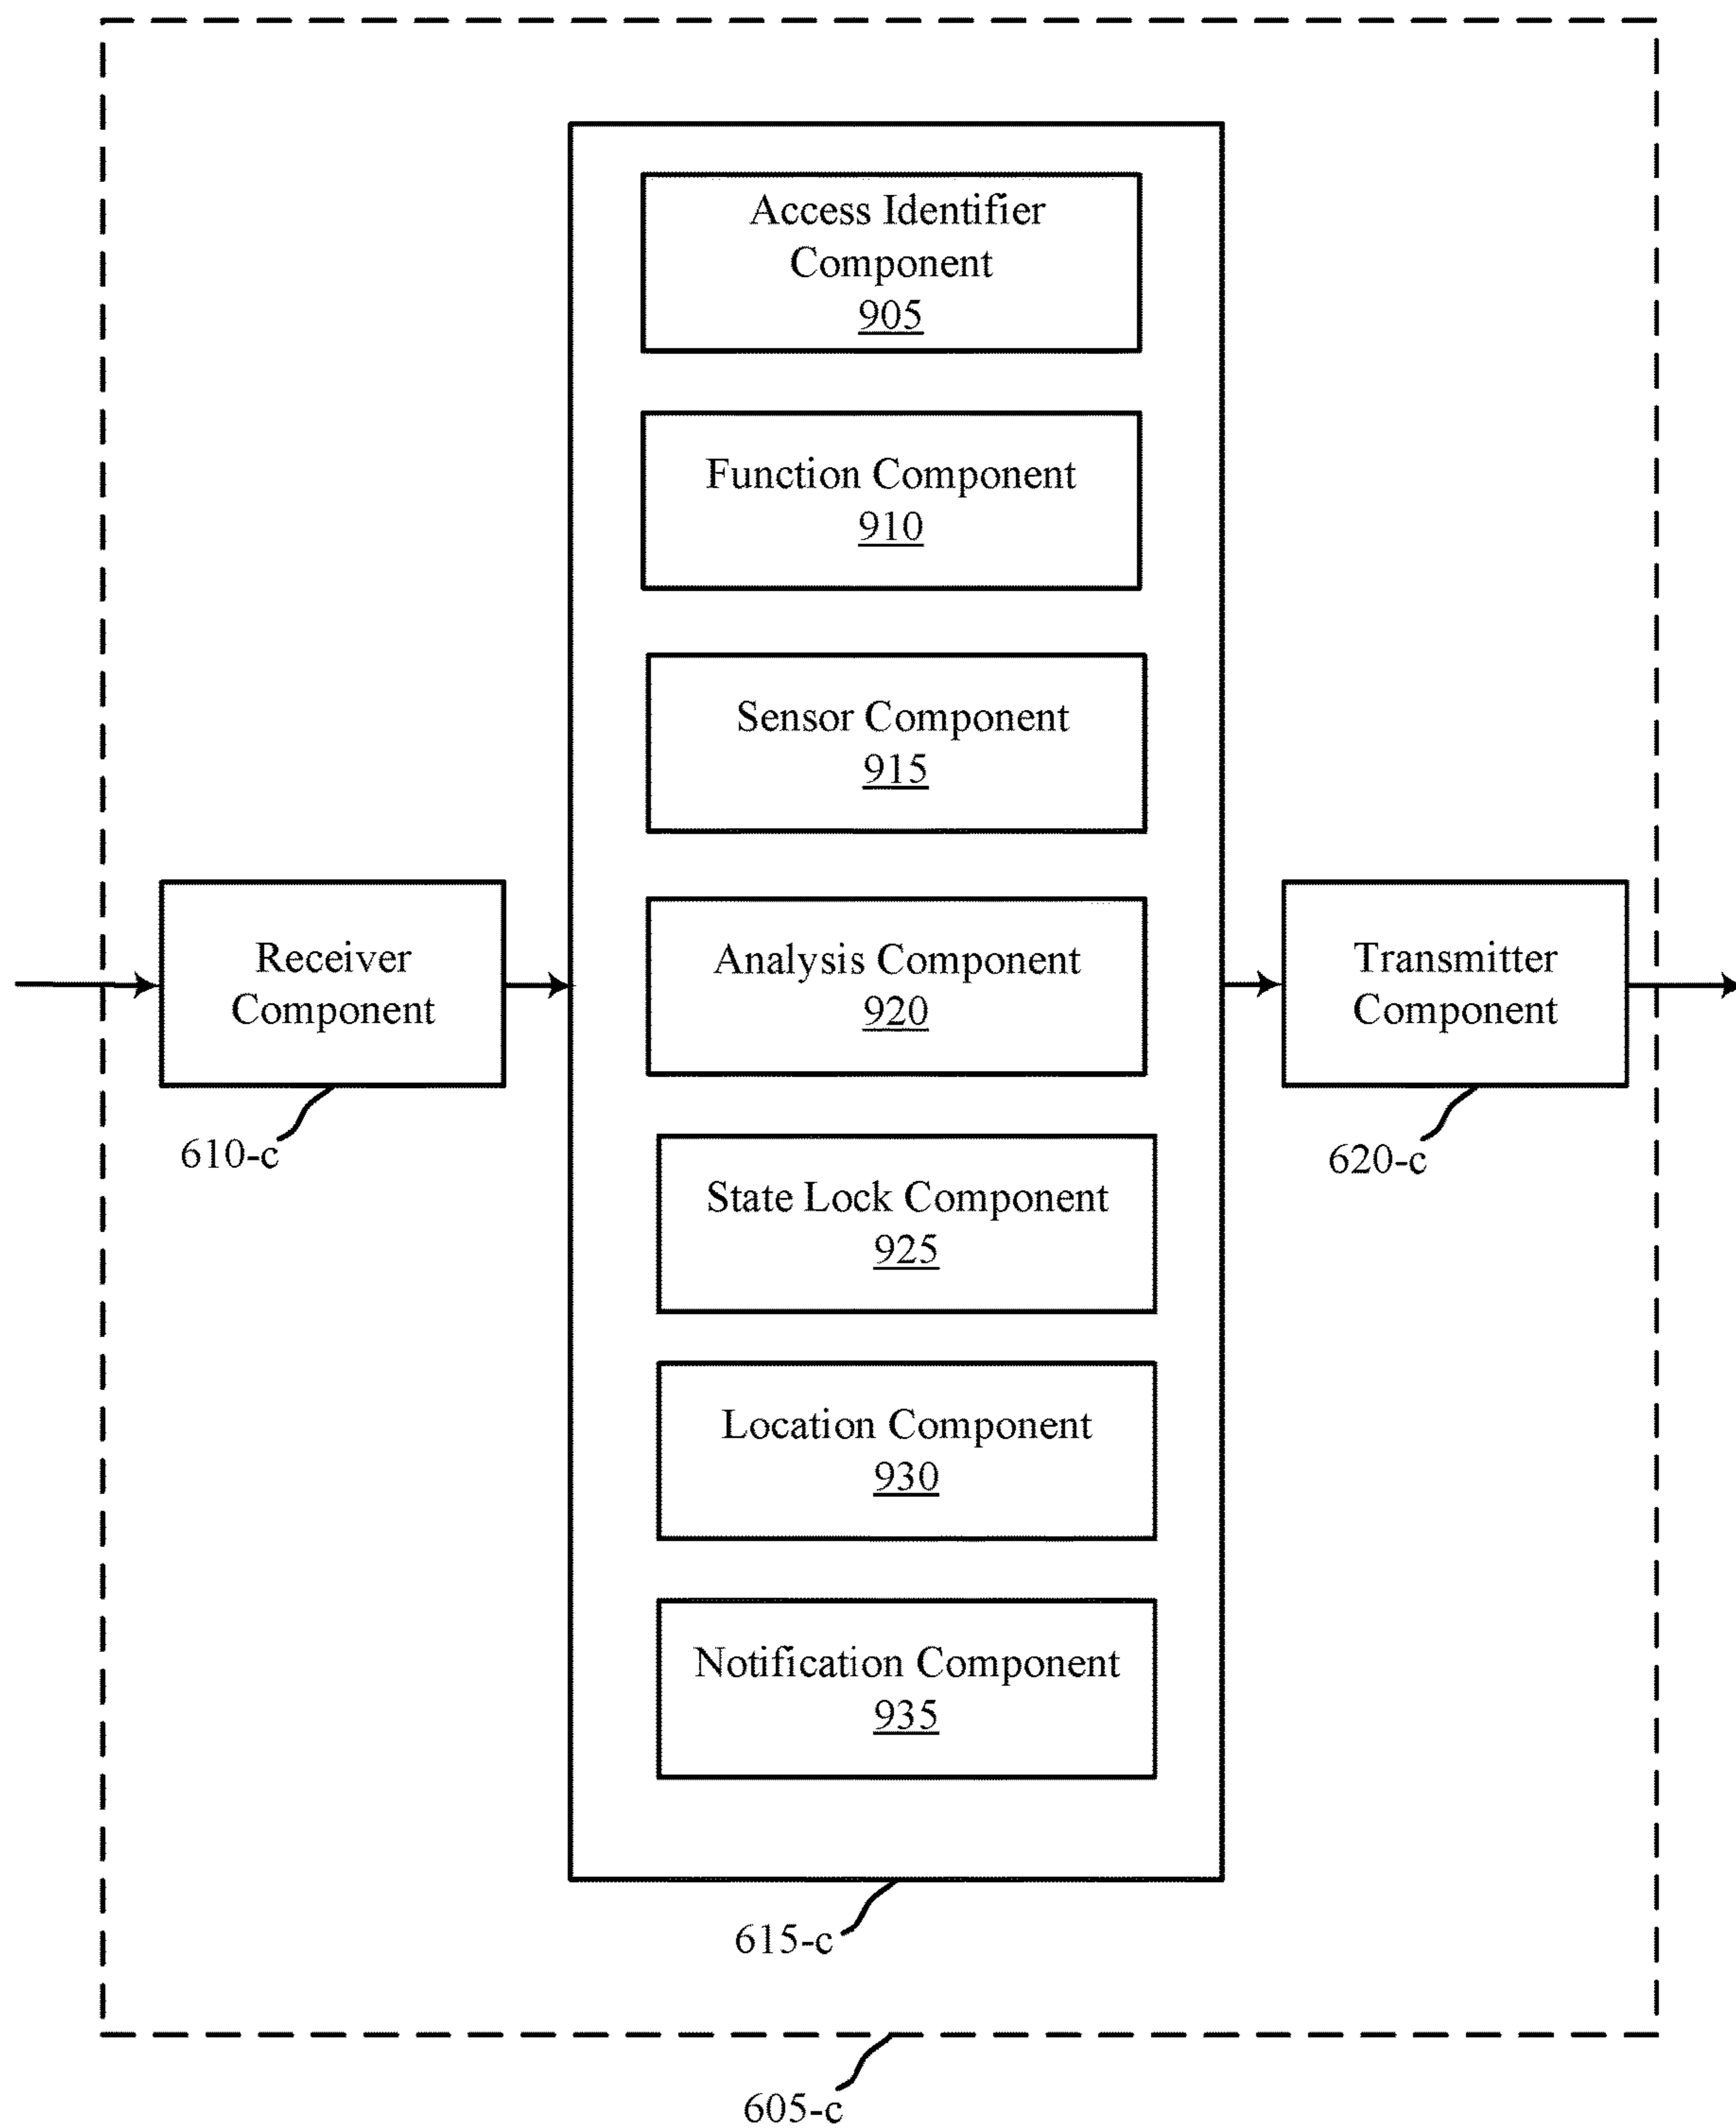 Access Identifier
Component
905
Function Component
910
Sensor Component
915
Receiver
Component
610-c
Analysis Component
920
Transmitter
Component
620-c
State Lock Component
925
Location Component
930
Notification Component
935
615-c
605-c